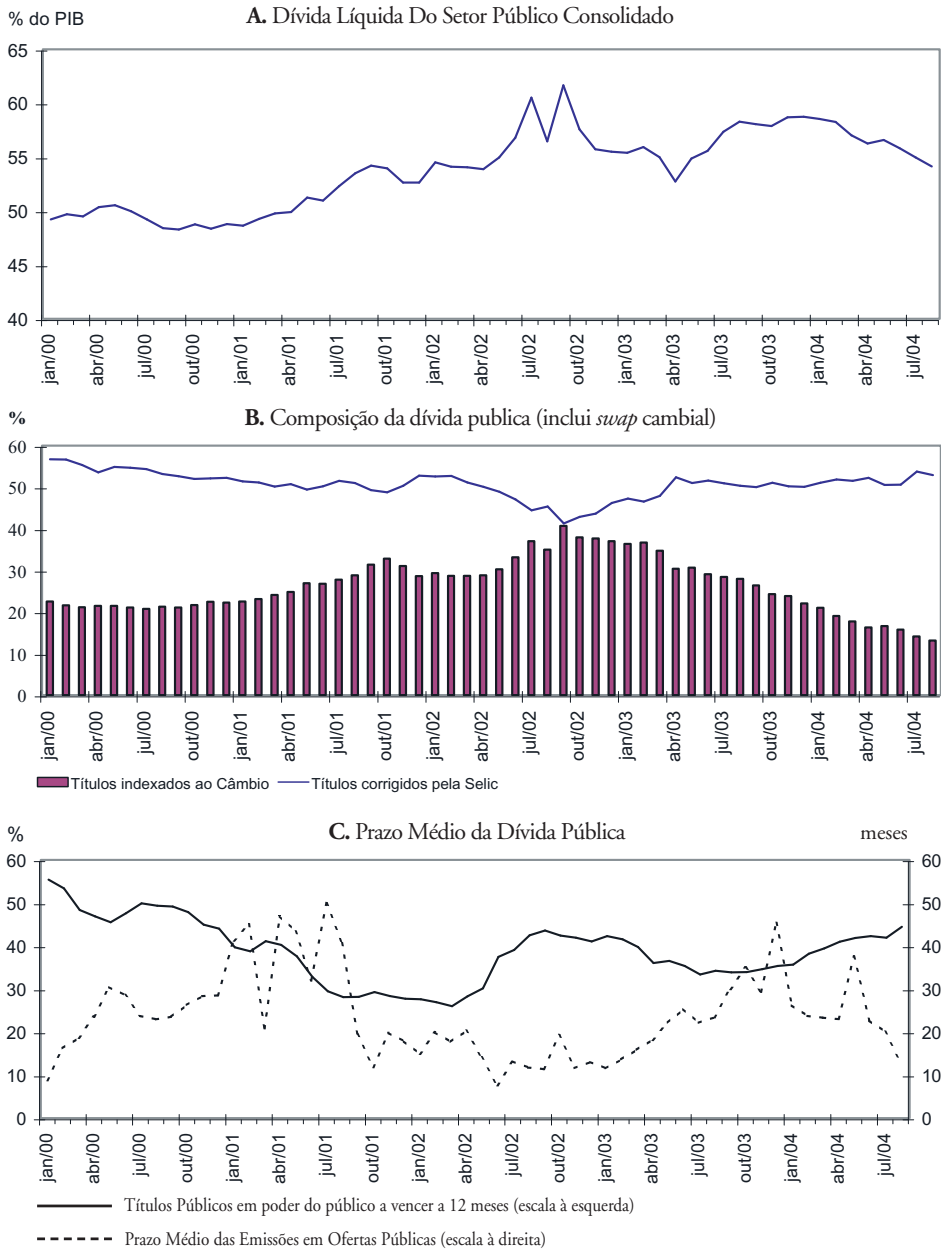 % do PIB
A. Dívida Líquida Do Setor Público Consolidado
65
60
55
50
45
40
jan/00 abr/00 jul/00 out/00 jan/01 abr/01 jul/01 out/01 jan/02 abr/02 jul/02 out/02 jan/03 abr/03 jul/03 out/03 jan/04 abr/04 jul/04
%
B. Composição da dívida publica (inclui swap cambial)
60
50
40
30
20
10
0
jan/00 abr/00 jul/00 out/00 jan/01 abr/01 jul/01 out/01 jan/02 abr/02 jul/02 out/02 jan/03 abr/03 jul/03 out/03 jan/04 abr/04 jul/04
Títulos indexados ao Câmbio Títulos corrigidos pela Selic
%
C. Prazo Médio da Dívida Pública
meses
60 60
50 50
40 40
30 30
20 20
10 10
0 0
jan/00 abr/00 jul/00 out/00 jan/01 abr/01 jul/01 out/01 jan/02 abr/02 jul/02 out/02 jan/03 abr/03 jul/03 out/03 jan/04 abr/04 jul/04
Títulos Públicos em poder do público a vencer a 12 meses (escala à esquerda)
Prazo Médio das Emissões em Ofertas Públicas (escala à direita)